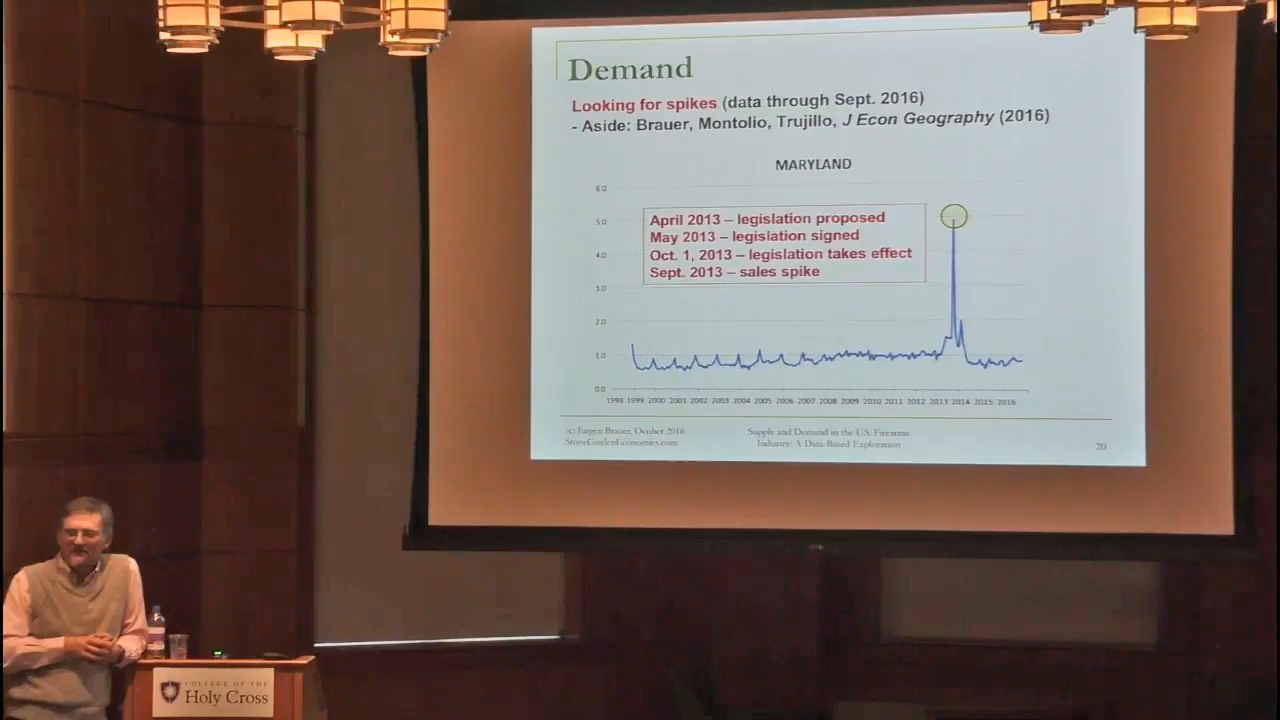 Demand
Looking for spikes (data through Sept. 2016)
- Aside: Brauer, Montolio, Trujillo, J Econ Geography (2016)
MARYLAND
6.0
5.0
4.0
3.0
2.0
1.0
0.0
April 2013 – legislation proposed
May 2013 – legislation signed
Oct. 1, 2013 – legislation takes effect
Sept. 2013 – sales spike
1998 1999 2000 2001 2002 2003 2004 2005 2006 2007 2008 2009 2010 2011 2012 2013 2014 2015 2016
(c) Jurgen Brauer, Ocober 2016
StoneGardenEconomics.com
Supply and Demand in the U.S. Firearms
Industry: A Data-Based Exploration
20
COLLEGE OF THE
Holy Cross